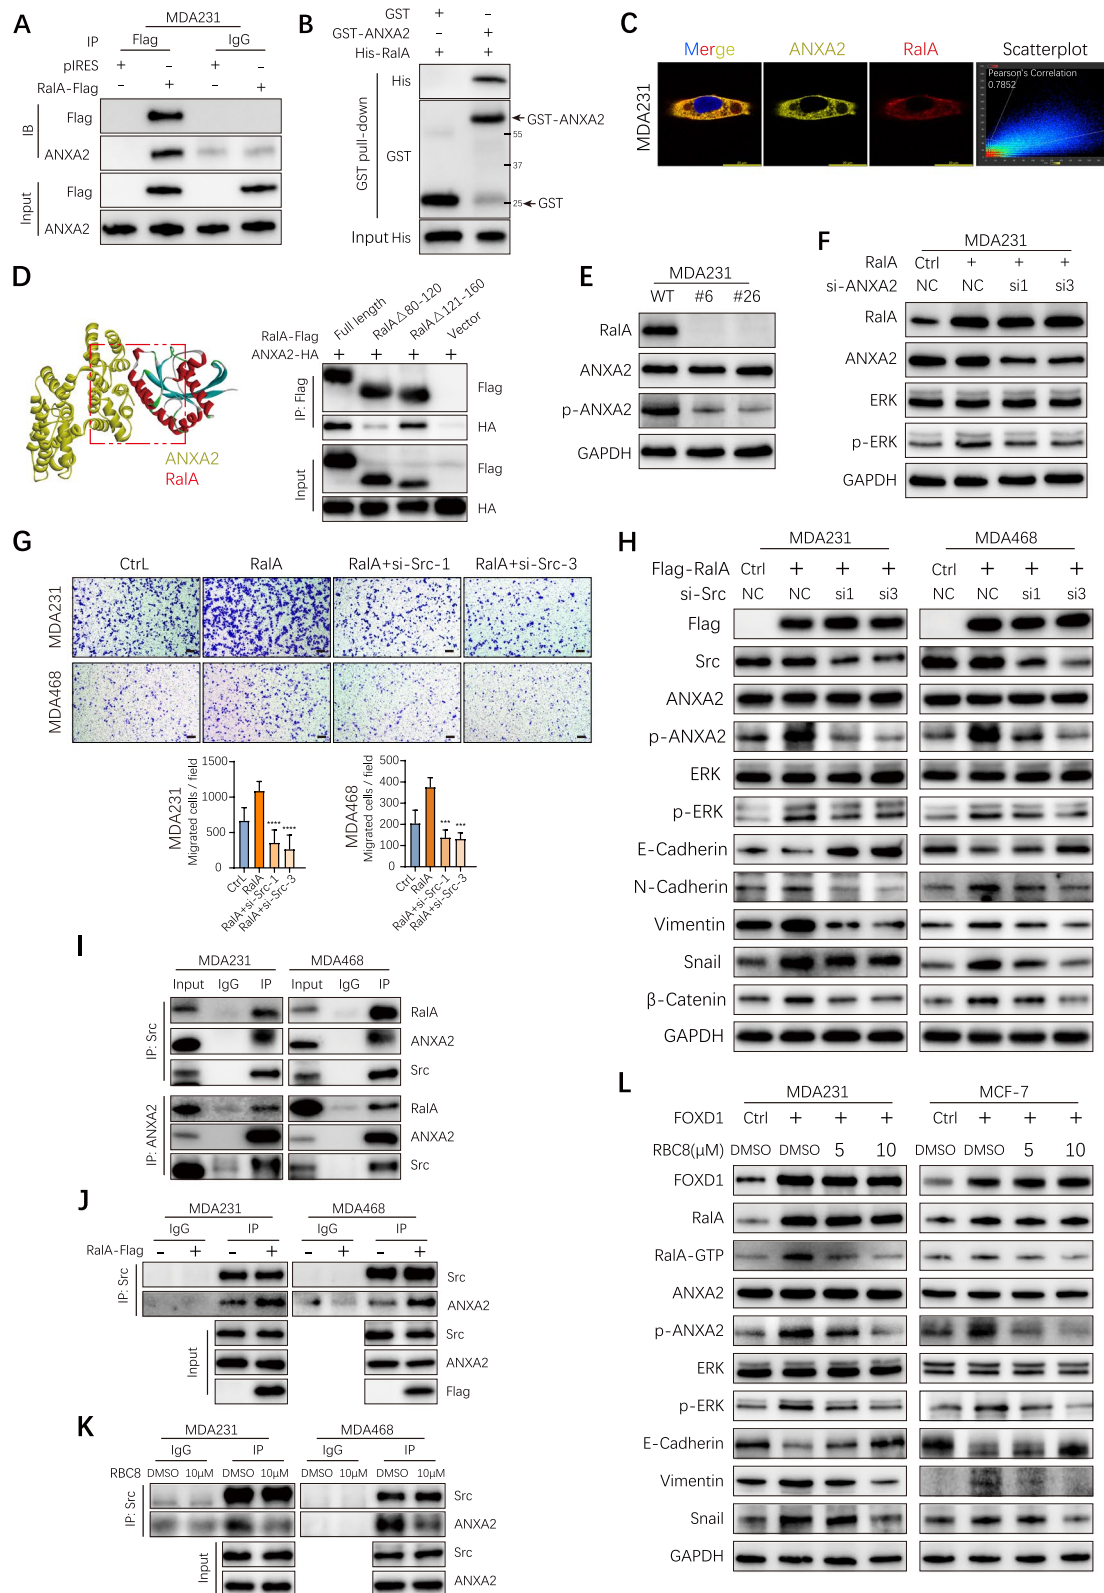 A
MDA231
IP Flag IgG
pIRES + – + –
RalA-Flag – + – +
IB
Flag
ANXA2
Input
Flag
ANXA2
B
GST + –
GST-ANXA2 – +
His-RalA + +
GST pull-down
His
GST
GST-ANXA2
55
37
25
GST
Input His
C
Merge ANXA2 RalA Scatterplot
MDA231
Pearson's Correlation
0.7852
D
ANXA2
RalA
Full length RalA△80-120 RalA△121-160 Vector
RalA-Flag
ANXA2-HA + + + +
IP: Flag
Flag
HA
Input
Flag
HA
E
MDA231
WT #6 #26
RalA
ANXA2
p-ANXA2
GAPDH
F
MDA231
RalA Ctrl + + +
si-ANXA2 NC NC si1 si3
RalA
ANXA2
ERK
p-ERK
GAPDH
G
CtrL RalA RalA+si-Src-1 RalA+si-Src-3
MDA231
MDA468
MDA231
Migrated cells / field
1500
1000
500
0
**** ****
CtrL RalA RalA+si-Src-1 RalA+si-Src-3
MDA468
Migrated cells / field
500
400
300
200
100
0
*** ***
CtrL RalA RalA+si-Src-1 RalA+si-Src-3
H
MDA231 MDA468
Flag-RalA Ctrl + + + Ctrl + + +
si-Src NC NC si1 si3 NC NC si1 si3
Flag
Src
ANXA2
p-ANXA2
ERK
p-ERK
E-Cadherin
N-Cadherin
Vimentin
Snail
β-Catenin
GAPDH
I
MDA231 MDA468
Input IgG IP Input IgG IP
IP: Src
RalA
ANXA2
Src
IP: ANXA2
RalA
ANXA2
Src
J
MDA231 MDA468
IgG IP IgG IP
RalA-Flag – + – + – + – +
IP: Src
Src
ANXA2
Input
Src
ANXA2
Flag
K
MDA231 MDA468
IgG IP IgG IP
RBC8 DMSO 10μM DMSO 10μM DMSO 10μM DMSO 10μM
IP: Src
Src
ANXA2
Input
Src
ANXA2
L
MDA231 MCF-7
FOXD1 Ctrl + + + Ctrl + + +
RBC8(μM) DMSO DMSO 5 10 DMSO DMSO 5 10
FOXD1
RalA
RalA-GTP
ANXA2
p-ANXA2
ERK
p-ERK
E-Cadherin
Vimentin
Snail
GAPDH